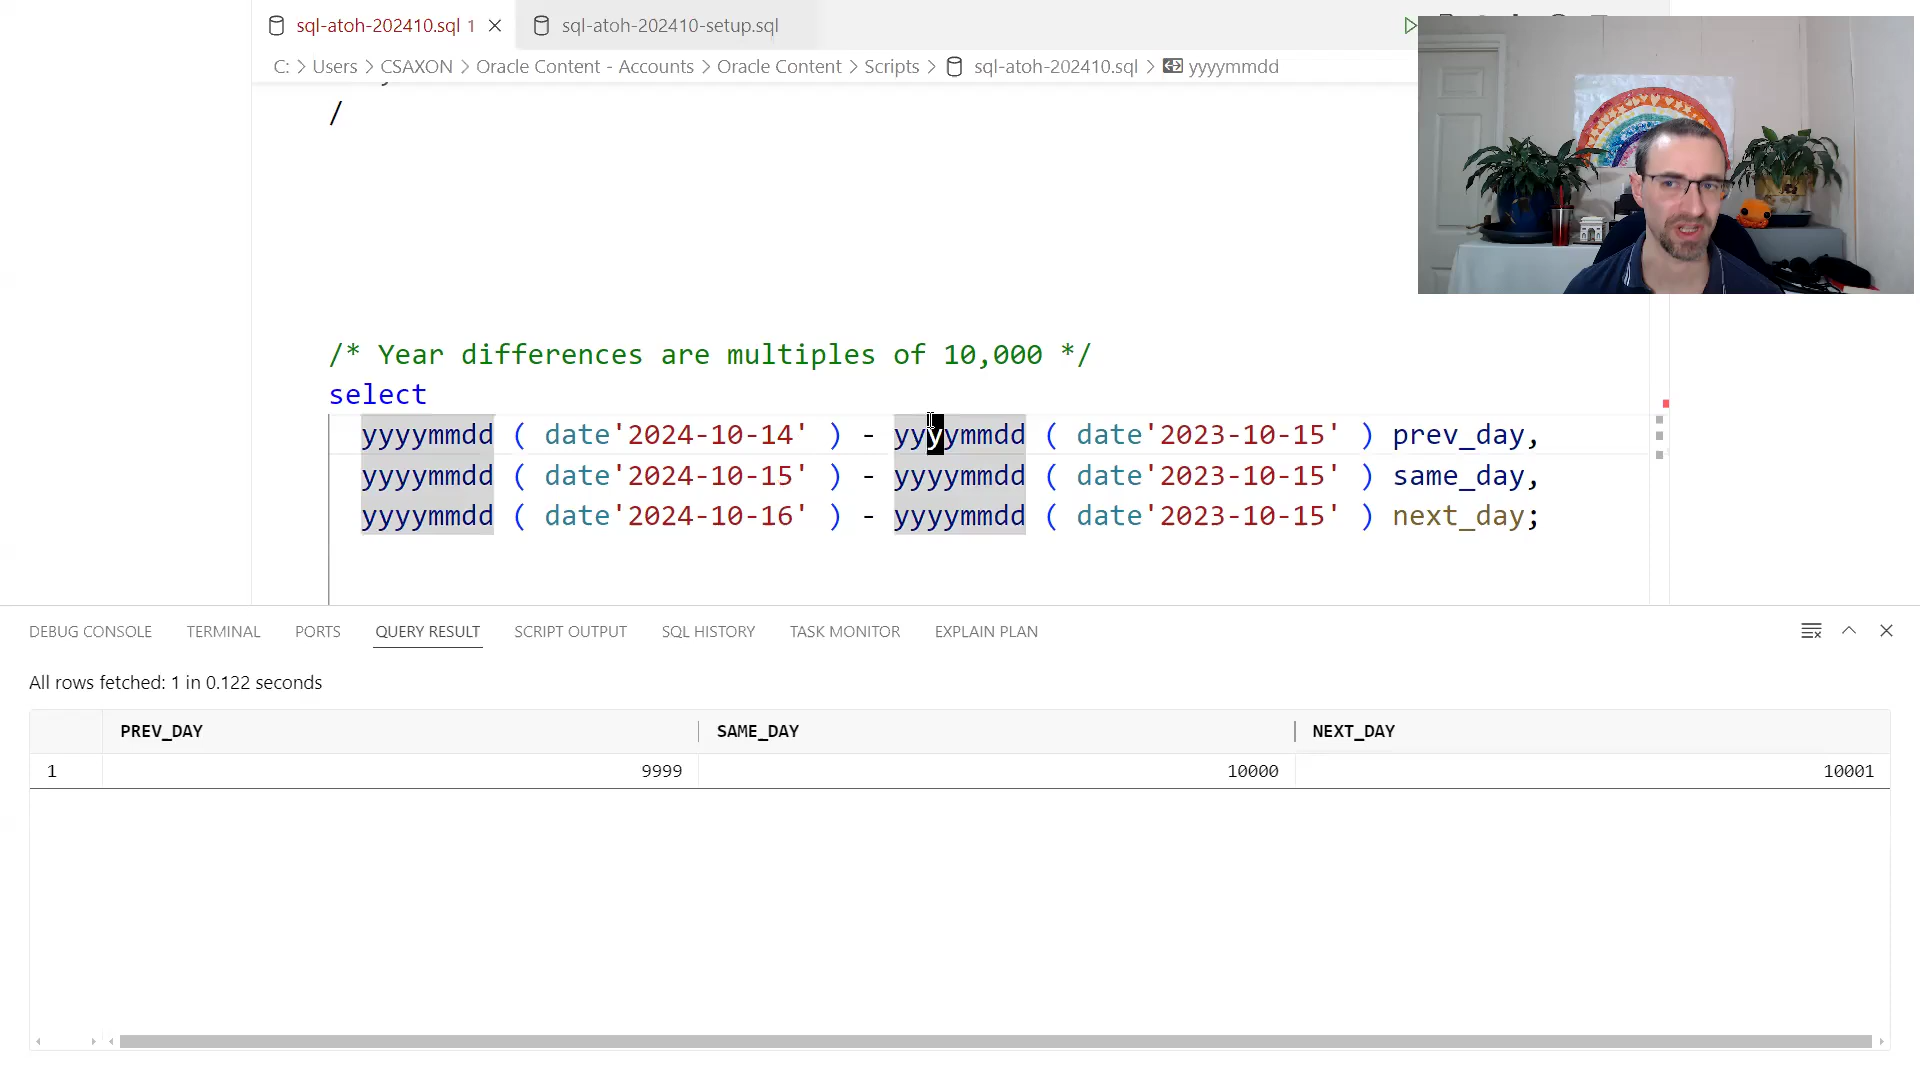 sql-atoh-202410.sql 1
sql-atoh-202410-setup.sql
C: > Users > CSAXON > Oracle Content - Accounts > Oracle Content > Scripts > sql-atoh-202410.sql > yyyymmdd
/
/* Year differences are multiples of 10,000 */
select
yyyymmdd ( date'2024-10-14' ) - yyyymmdd ( date'2023-10-15' ) prev_day,
yyyymmdd ( date'2024-10-15' ) - yyyymmdd ( date'2023-10-15' ) same_day,
yyyymmdd ( date'2024-10-16' ) - yyyymmdd ( date'2023-10-15' ) next_day;
DEBUG CONSOLE TERMINAL PORTS QUERY RESULT SCRIPT OUTPUT SQL HISTORY TASK MONITOR EXPLAIN PLAN
All rows fetched: 1 in 0.122 seconds
PREV_DAY SAME_DAY NEXT_DAY
1 9999 10000 10001